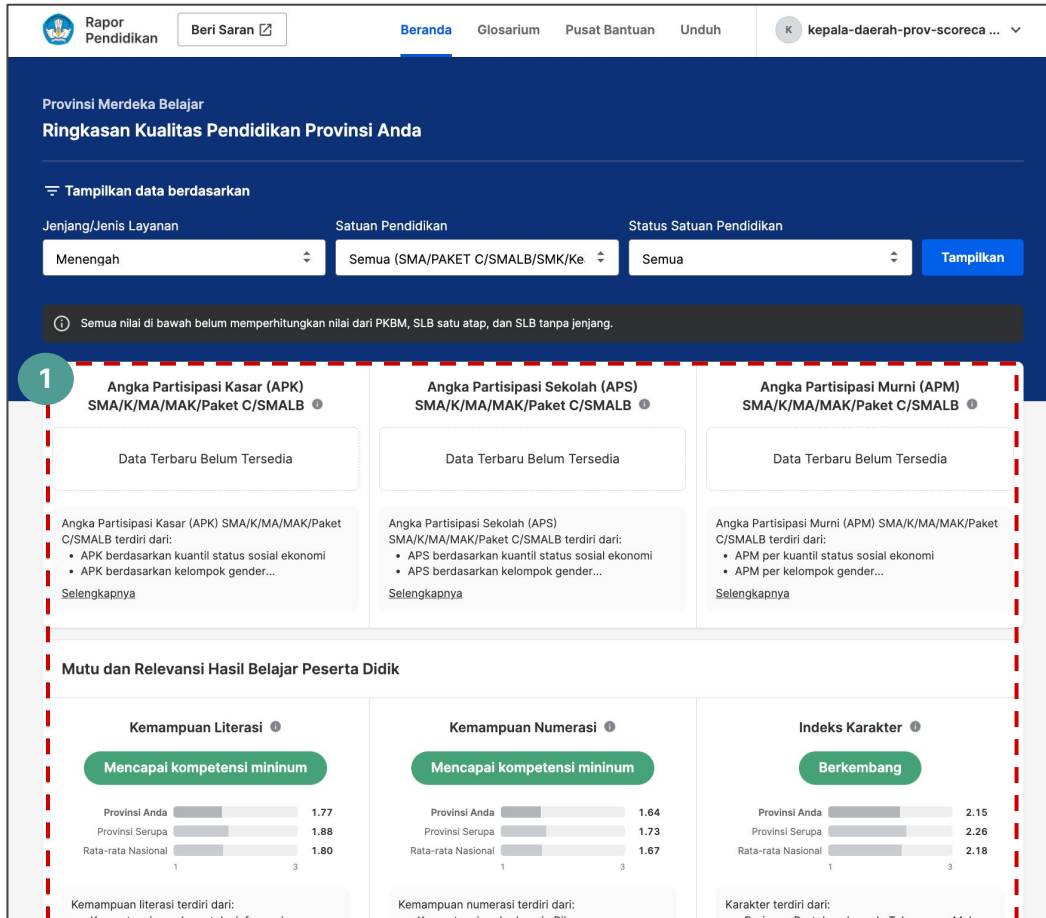 Rapor
Pendidikan
Beri Saran
Beranda
Glosarium
Pusat Bantuan
Unduh
K
kepala-daerah-prov-scoreca ...
Provinsi Merdeka Belajar
Ringkasan Kualitas Pendidikan Provinsi Anda
Tampilkan data berdasarkan
Jenjang/Jenis Layanan
Satuan Pendidikan
Status Satuan Pendidikan
Menengah
Semua (SMA/PAKET C/SMALB/SMK/Ke
Semua
Tampilkan
Semua nilai di bawah belum memperhitungkan nilai dari PKBM, SLB satu atap, dan SLB tanpa jenjang.
1
Angka Partisipasi Kasar (APK)
SMA/K/MA/MAK/Paket C/SMALB
Data Terbaru Belum Tersedia
Angka Partisipasi Kasar (APK) SMA/K/MA/MAK/Paket
C/SMALB terdiri dari:
• APK berdasarkan kuantil status sosial ekonomi
• APK berdasarkan kelompok gender...
Selengkapnya
Angka Partisipasi Sekolah (APS)
SMA/K/MA/MAK/Paket C/SMALB
Data Terbaru Belum Tersedia
Angka Partisipasi Sekolah (APS)
SMA/K/MA/MAK/Paket C/SMALB terdiri dari:
• APS berdasarkan kuantil status sosial ekonomi
• APS berdasarkan kelompok gender...
Selengkapnya
Angka Partisipasi Murni (APM)
SMA/K/MA/MAK/Paket C/SMALB
Data Terbaru Belum Tersedia
Angka Partisipasi Murni (APM) SMA/K/MA/MAK/Paket
C/SMALB terdiri dari:
• APM per kuantil status sosial ekonomi
• APM per kelompok gender...
Selengkapnya
Mutu dan Relevansi Hasil Belajar Peserta Didik
Kemampuan Literasi
Mencapai kompetensi mininum
Provinsi Anda 1.77
Provinsi Serupa 1.88
Rata-rata Nasional 1.80
1 3
Kemampuan literasi terdiri dari:
Kemampuan Numerasi
Mencapai kompetensi mininum
Provinsi Anda 1.64
Provinsi Serupa 1.73
Rata-rata Nasional 1.67
1 3
Kemampuan numerasi terdiri dari:
Indeks Karakter
Berkembang
Provinsi Anda 2.15
Provinsi Serupa 2.26
Rata-rata Nasional 2.18
1 3
Karakter terdiri dari: